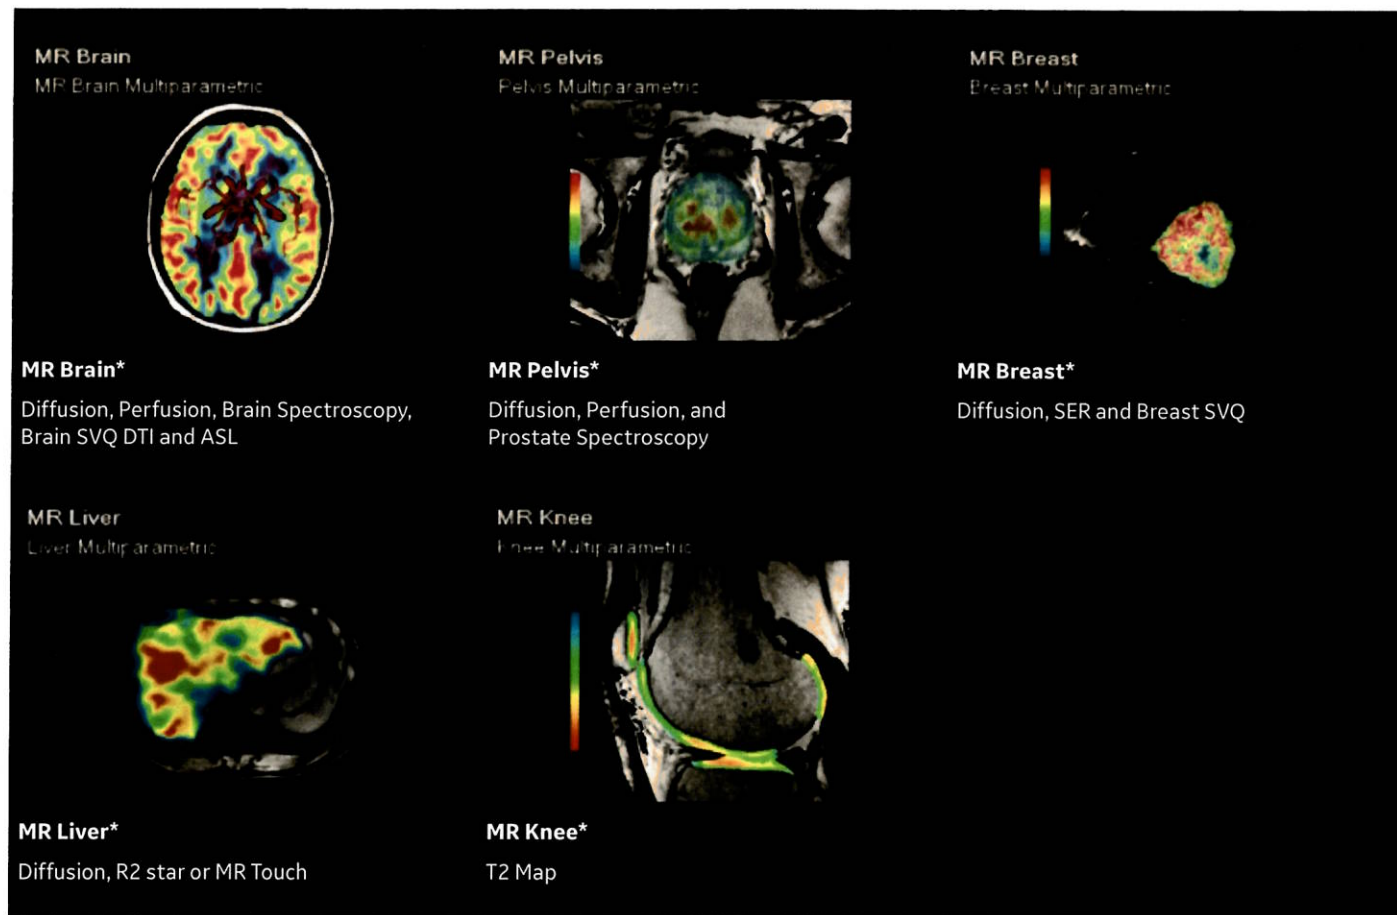 MR Brain
MR Brain Multiparametric
MR Pelvis
Pelvis Multiparametric
MR Breast
Breast Multiparametric
MR Brain*
Diffusion, Perfusion, Brain Spectroscopy,
Brain SVQ DTI and ASL
MR Pelvis*
Diffusion, Perfusion, and
Prostate Spectroscopy
MR Breast*
Diffusion, SER and Breast SVQ
MR Liver
Liver Multiparametric
MR Knee
Knee Multiparametric
MR Liver*
Diffusion, R2 star or MR Touch
MR Knee*
T2 Map